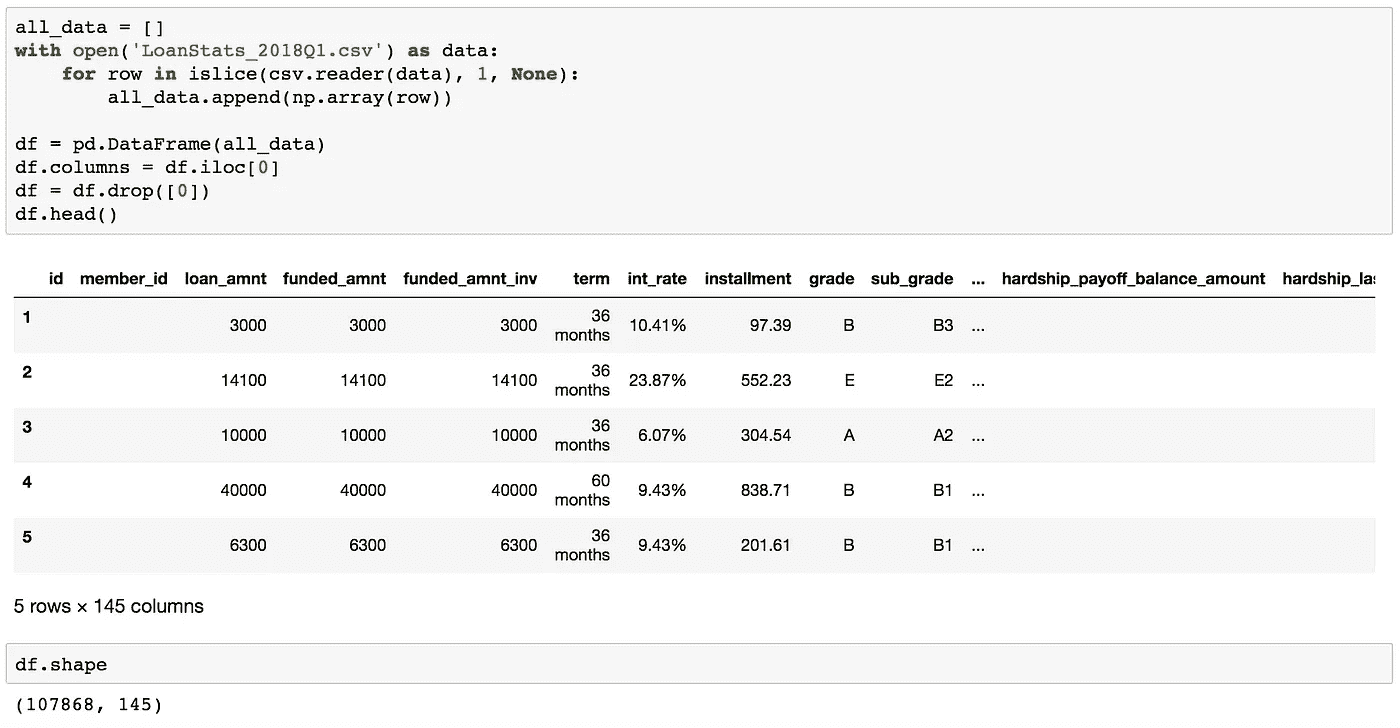 all_data = []
with open('LoanStats_2018Q1.csv') as data:
    for row in islice(csv.reader(data), 1, None):
        all_data.append(np.array(row))
df = pd.DataFrame(all_data)
df.columns = df.iloc[0]
df = df.drop([0])
df.head()
id member_id loan_amnt funded_amnt funded_amnt_inv term int_rate installment grade sub_grade ... hardship_payoff_balance_amount hardship_las
1 3000 3000 3000 36 months 10.41% 97.39 B B3 ...
2 14100 14100 14100 36 months 23.87% 552.23 E E2 ...
3 10000 10000 10000 36 months 6.07% 304.54 A A2 ...
4 40000 40000 40000 60 months 9.43% 838.71 B B1 ...
5 6300 6300 6300 36 months 9.43% 201.61 B B1 ...
5 rows × 145 columns
df.shape
(107868, 145)